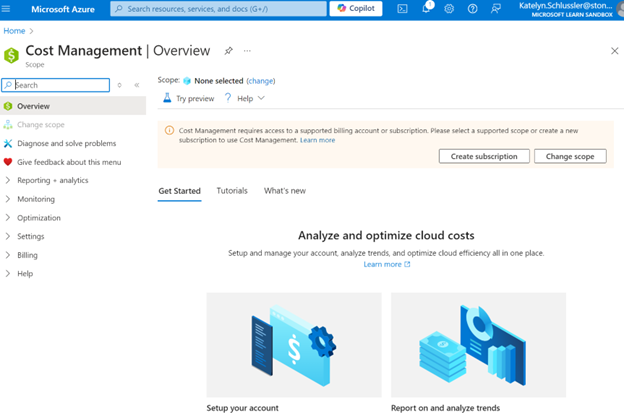 Microsoft Azure
Search resources, services, and docs (G+/)
Copilot
1
Katelyn.Schlussler@ston...
MICROSOFT LEARN SANDBOX
Home >
Cost Management | Overview
Scope
Search
Overview
Change scope
Diagnose and solve problems
Give feedback about this menu
Reporting + analytics
Monitoring
Optimization
Settings
Billing
Help
Scope: None selected (change)
Try preview
? Help
Cost Management requires access to a supported billing account or subscription. Please select a supported scope or create a new
subscription to use Cost Management. Learn more
Create subscription
Change scope
Get Started
Tutorials
What's new
Analyze and optimize cloud costs
Setup and manage your account, analyze trends, and optimize cloud efficiency all in one place.
Learn more
Setup your account
Report on and analyze trends